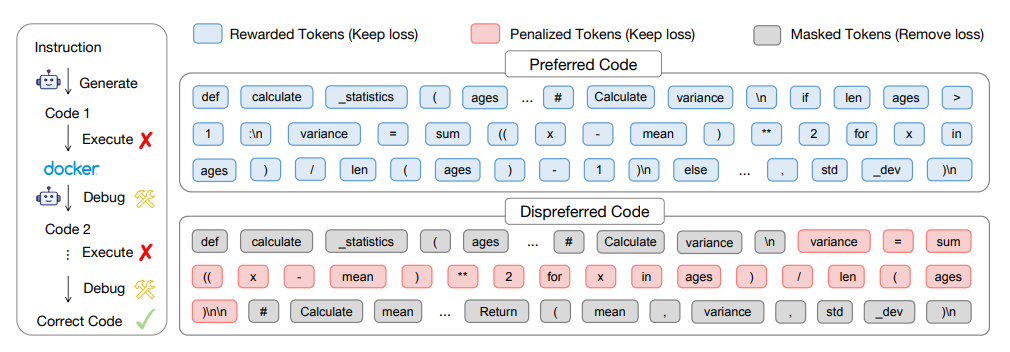 Instruction
Generate
Code 1
Execute
docker
Debug
Code 2
⋮ Execute
Debug
Correct Code
Rewarded Tokens (Keep loss) Penalized Tokens (Keep loss) Masked Tokens (Remove loss)
Preferred Code
def calculate _statistics ( ages ... # Calculate variance \n if len ages >
1 :\n variance = sum (( x - mean ) ** 2 for x in
ages ) / len ( ages ) - 1 )\n else ... , std _dev )\n
Dispreferred Code
def calculate _statistics ( ages ... # Calculate variance \n variance = sum
(( x - mean ) ** 2 for x in ages ) / len ( ages
)\n\n # Calculate mean ... Return ( mean , variance , std _dev )\n